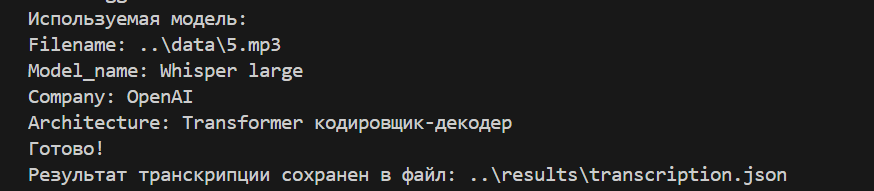 Используемая модель:
Filename: ..\data\5.mp3
Model_name: Whisper large
Company: OpenAI
Architecture: Transformer кодировщик-декодер
Готово!
Результат транскрипции сохранен в файл: ..\results\transcription.json